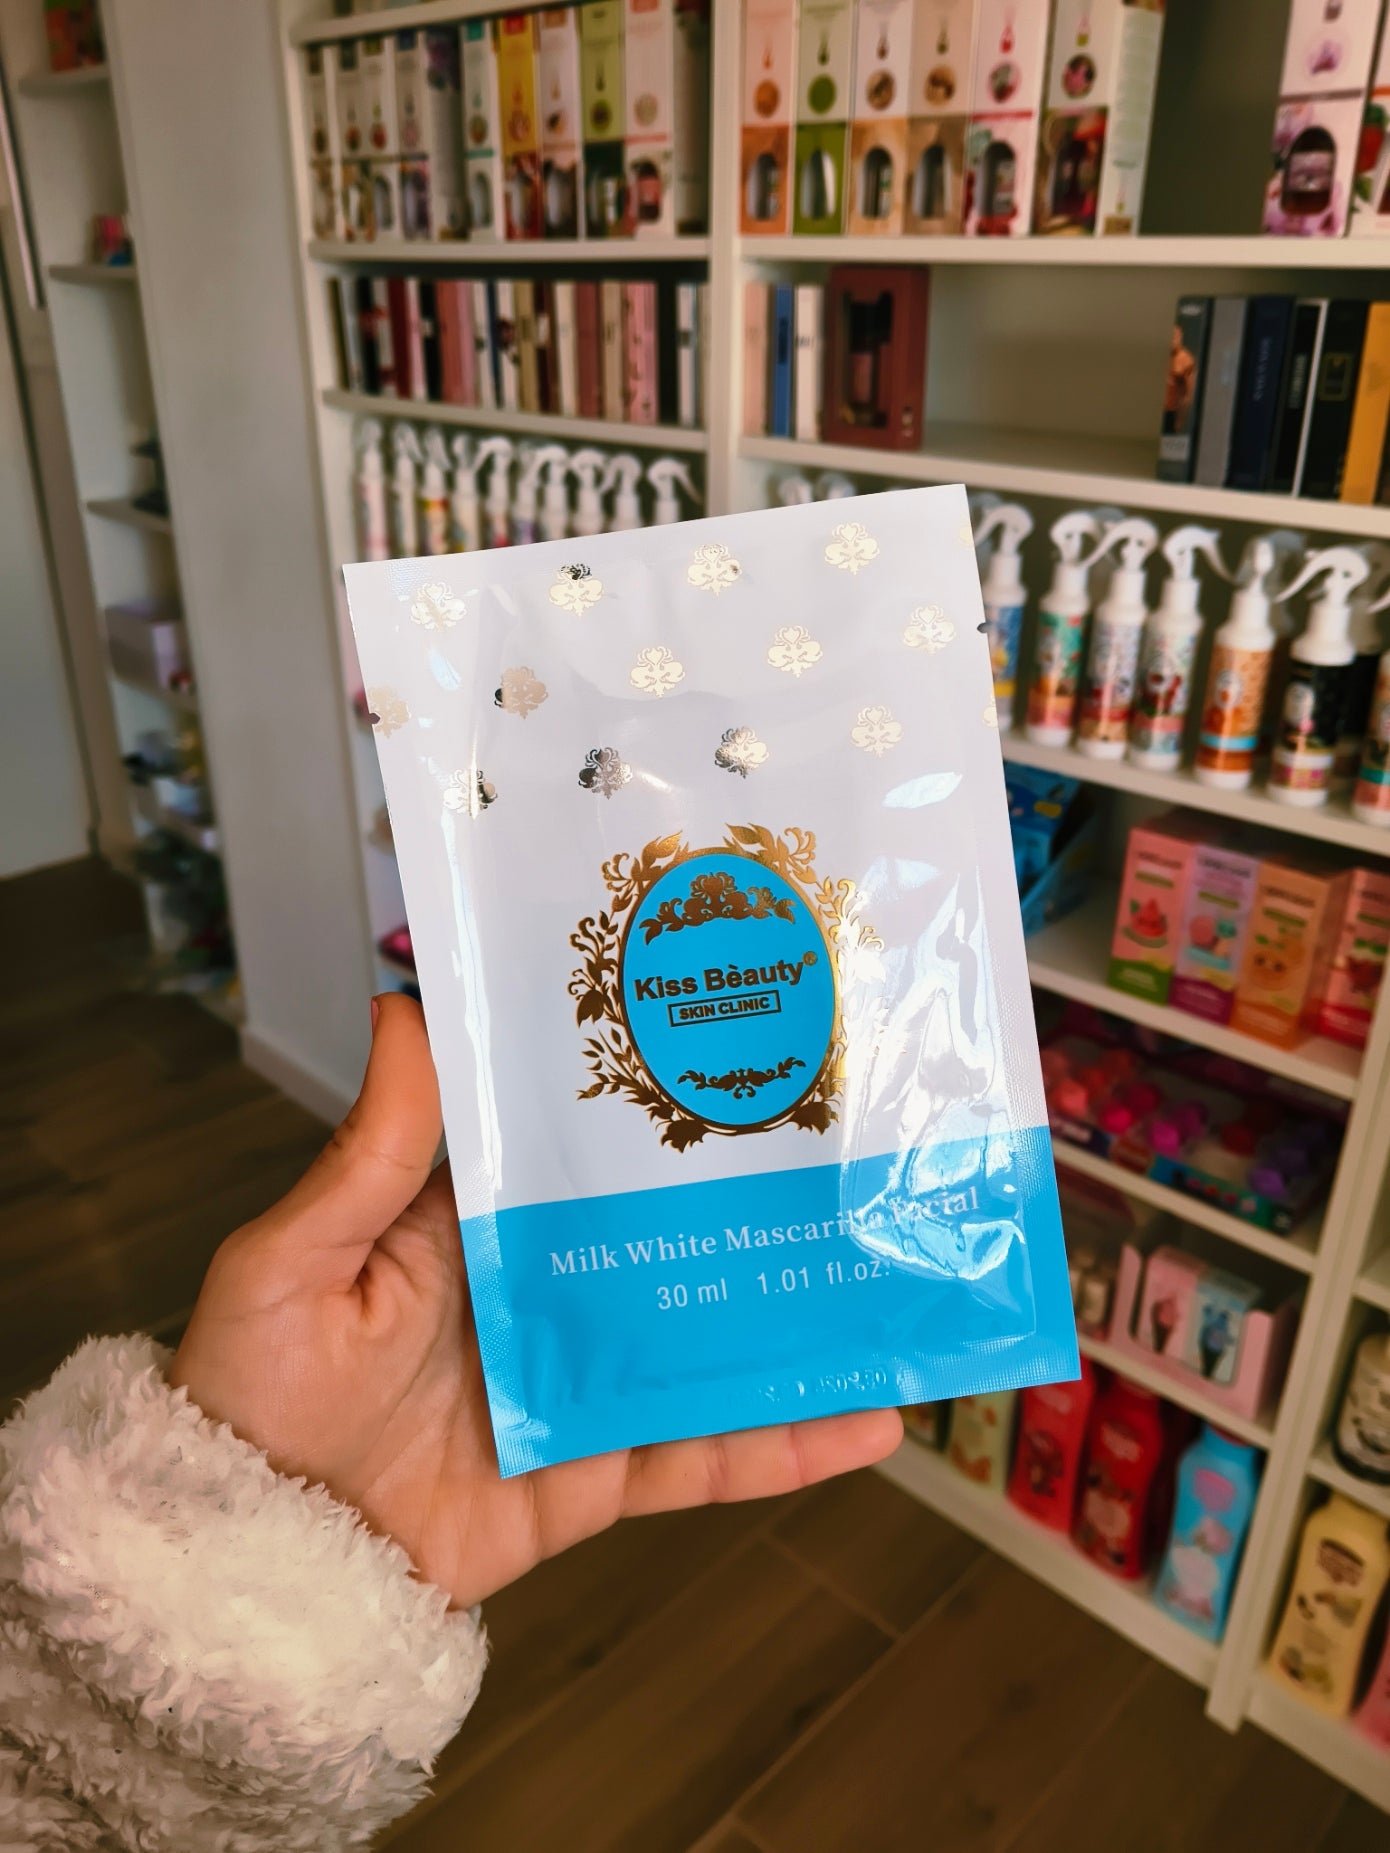 Kiss Bèauty®
SKIN CLINIC
Milk White Mascarilla Facial
30 ml 1.01 fl.oz.